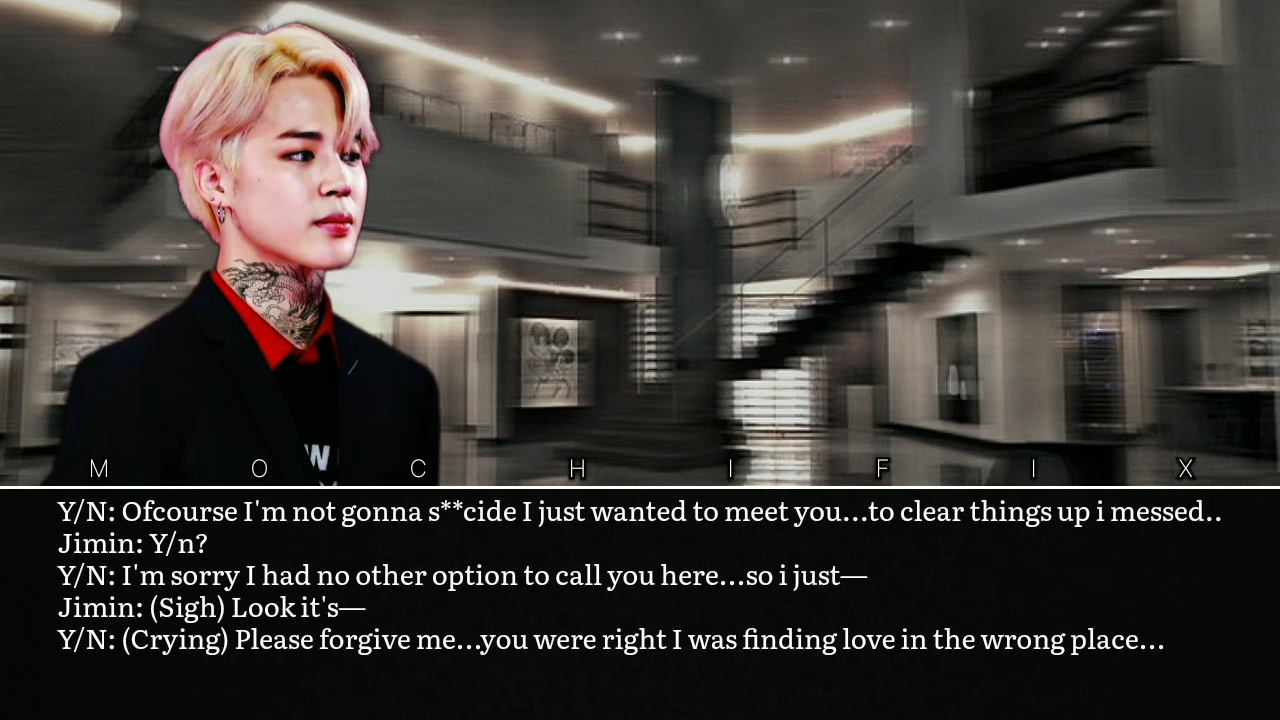 W
M O C H I F I X
Y/N: Ofcourse I'm not gonna s**cide I just wanted to meet you...to clear things up i messed..
Jimin: Y/n?
Y/N: I'm sorry I had no other option to call you here...so i just—
Jimin: (Sigh) Look it's—
Y/N: (Crying) Please forgive me...you were right I was finding love in the wrong place...